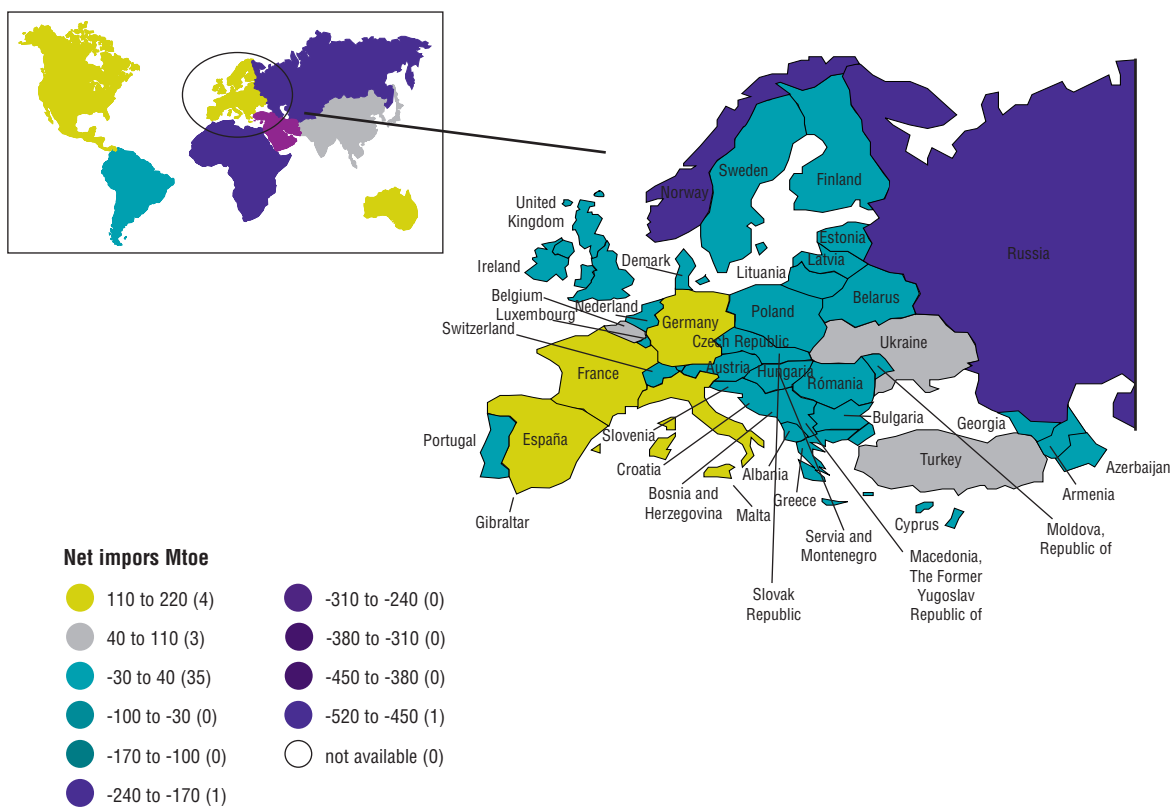 United
Kingdom
Ireland
Demark
Sweden
Norway
Finland
Estonia
Latvia
Lituania
Russia
Belarus
Belgium
Luxembourg
Nederland
Switzerland
Germany
Poland
Czech Republic
Ukraine
France
Austria
Hungaria
Rómania
Portugal
España
Slovenia
Croatia
Bulgaria
Georgia
Turkey
Azerbaijan
Armenia
Gibraltar
Bosnia and
Herzegovina
Malta
Albania
Greece
Cyprus
Moldova,
Republic of
Servia and
Montenegro
Macedonia,
The Former
Yugoslav
Republic of
Slovak
Republic
Net impors Mtoe
110 to 220 (4)
40 to 110 (3)
-30 to 40 (35)
-100 to -30 (0)
-170 to -100 (0)
-240 to -170 (1)
-310 to -240 (0)
-380 to -310 (0)
-450 to -380 (0)
-520 to -450 (1)
not available (0)